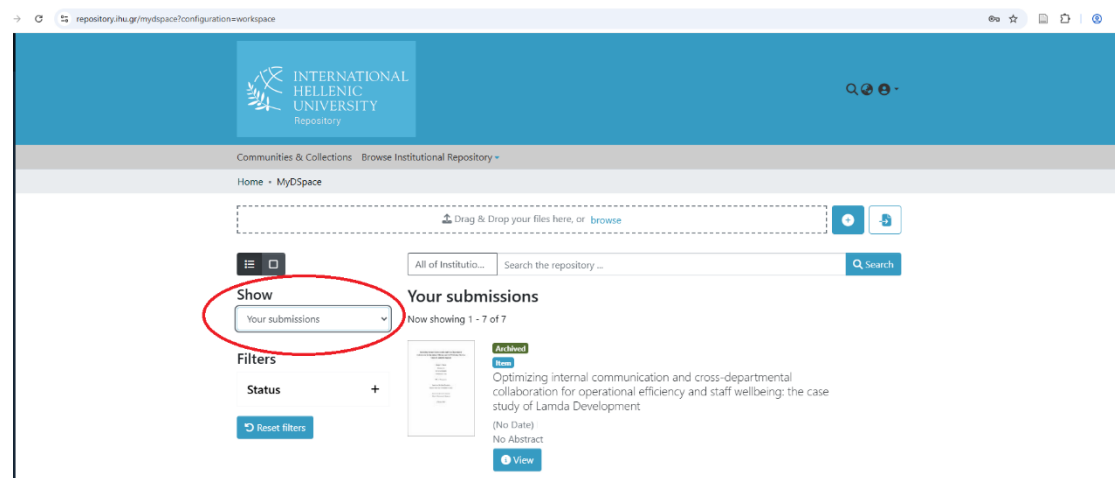 repository.ihu.gr/mydspace?configuration=workspace
INTERNATIONAL
HELLENIC
UNIVERSITY
Repository
Communities & Collections Browse Institutional Repository
Home • MyDSpace
Drag & Drop your files here, or browse
All of Institutio... Search the repository ... Search
Show
Your submissions
Your submissions
Now showing 1 - 7 of 7
Filters
Status +
Reset filters
Archived
Item
Optimizing internal communication and cross-departmental
collaboration for operational efficiency and staff wellbeing: the case
study of Lamda Development
(No Date)
No Abstract
View